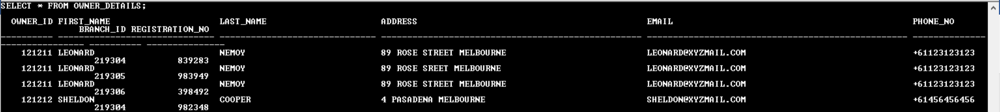 SELECT * FROM OWNER_DETAILS;
OWNER_ID FIRST_NAME LAST_NAME ADDRESS EMAIL PHONE_NO
BRANCH_ID REGISTRATION_NO
121211 LEONARD NEMOY 89 ROSE STREET MELBOURNE LEONARD@XYZMAIL.COM +61123123123
219304 839283
121211 LEONARD NEMOY 89 ROSE SREET MELBOURNE LEONARD@XYZMAIL.COM +61123123123
219305 983949
121211 LEONARD NEMOY 89 ROSE STREET MELBOURNE LEONARD@XYZMAIL.COM +61123123123
219306 398492
121212 SHELDON COOPER 4 PASADENA MELBOURNE SHELDON@XYZMAIL.COM +61456456456
219304 982348